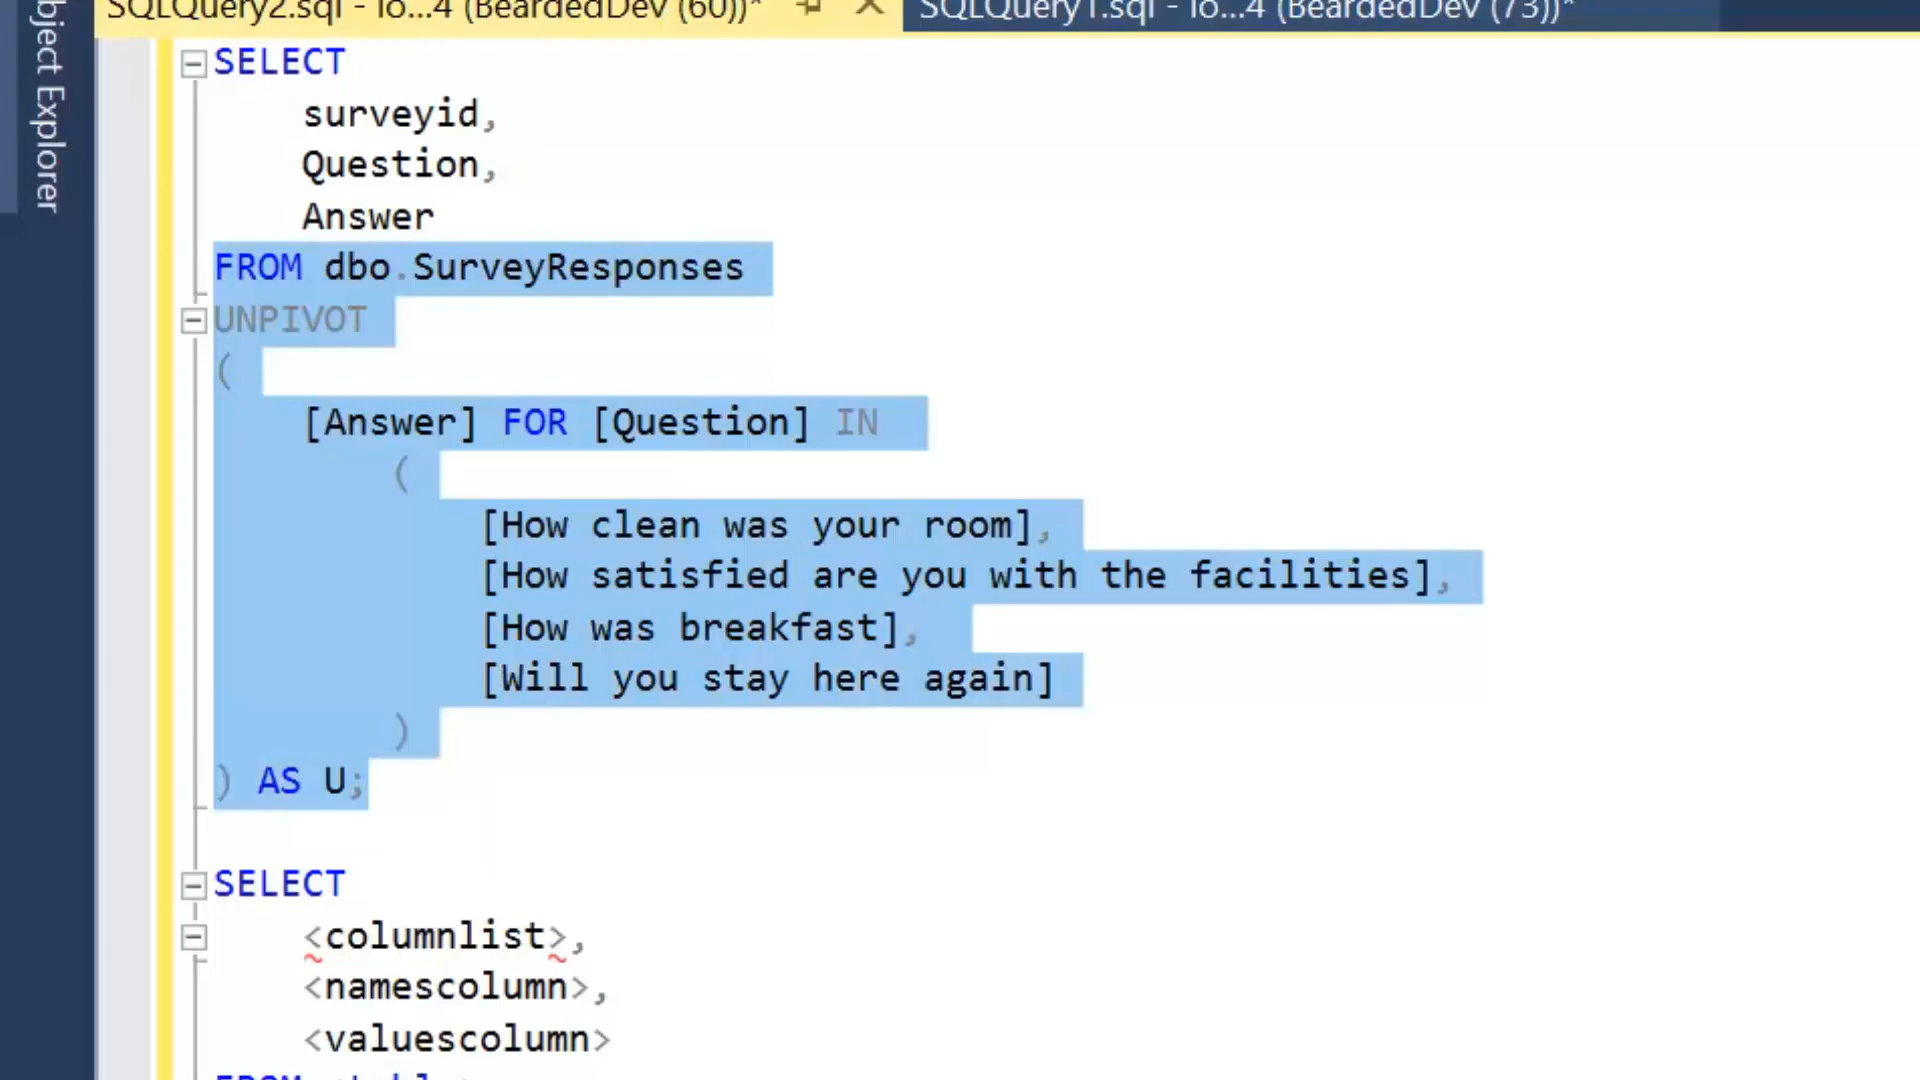 SQLQuery2.sql - lo...4 (BeardedDev (60))*
SQLQuery1.sql - lo...4 (BeardedDev (73))*
bject Explorer
SELECT
surveyid,
Question,
Answer
FROM dbo.SurveyResponses
UNPIVOT
(
[Answer] FOR [Question] IN
(
[How clean was your room],
[How satisfied are you with the facilities],
[How was breakfast],
[Will you stay here again]
)
) AS U;
SELECT
<columnlist>,
<namescolumn>,
<valuescolumn>